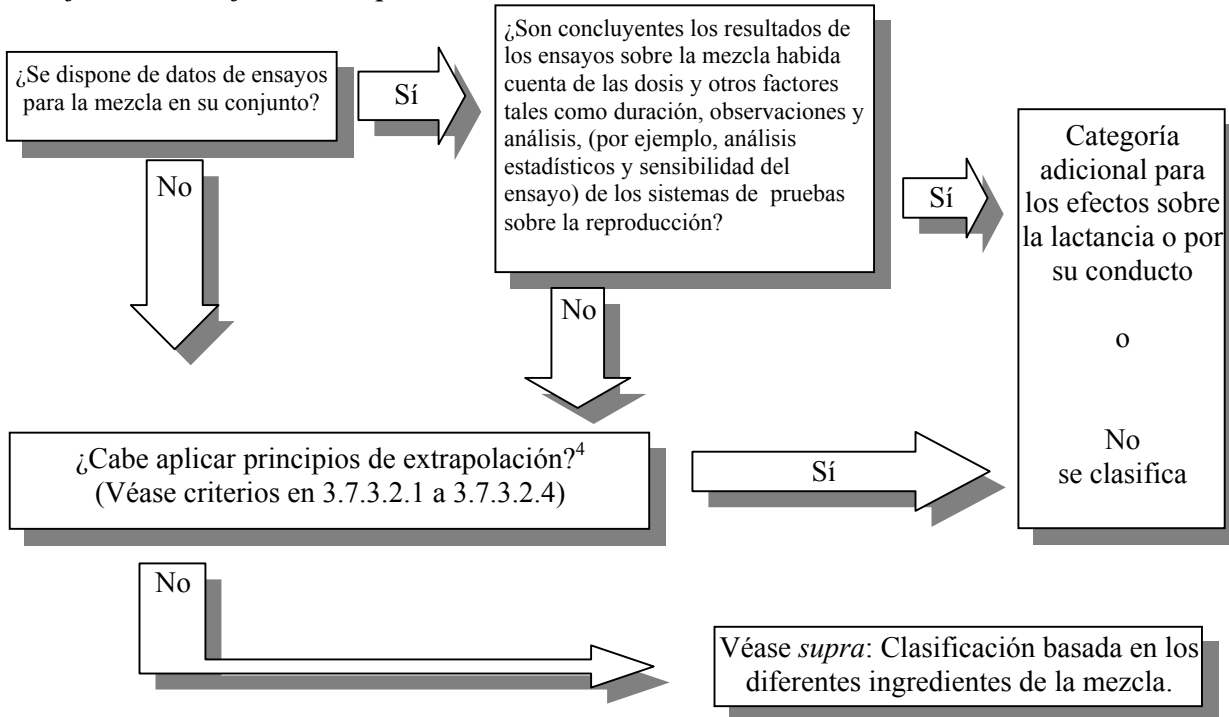 ¿Se dispone de datos de ensayos
para la mezcla en su conjunto?
Sí
¿Son concluyentes los resultados de
los ensayos sobre la mezcla habida
cuenta de las dosis y otros factores
tales como duración, observaciones y
análisis, (por ejemplo, análisis
estadísticos y sensibilidad del
ensayo) de los sistemas de pruebas
sobre la reproducción?
Sí
Categoría
adicional para
los efectos sobre
la lactancia o por
su conducto
o
No
se clasifica
No
No
¿Cabe aplicar principios de extrapolación?⁴
(Véase criterios en 3.7.3.2.1 a 3.7.3.2.4)
Sí
No
Véase supra: Clasificación basada en los
diferentes ingredientes de la mezcla.